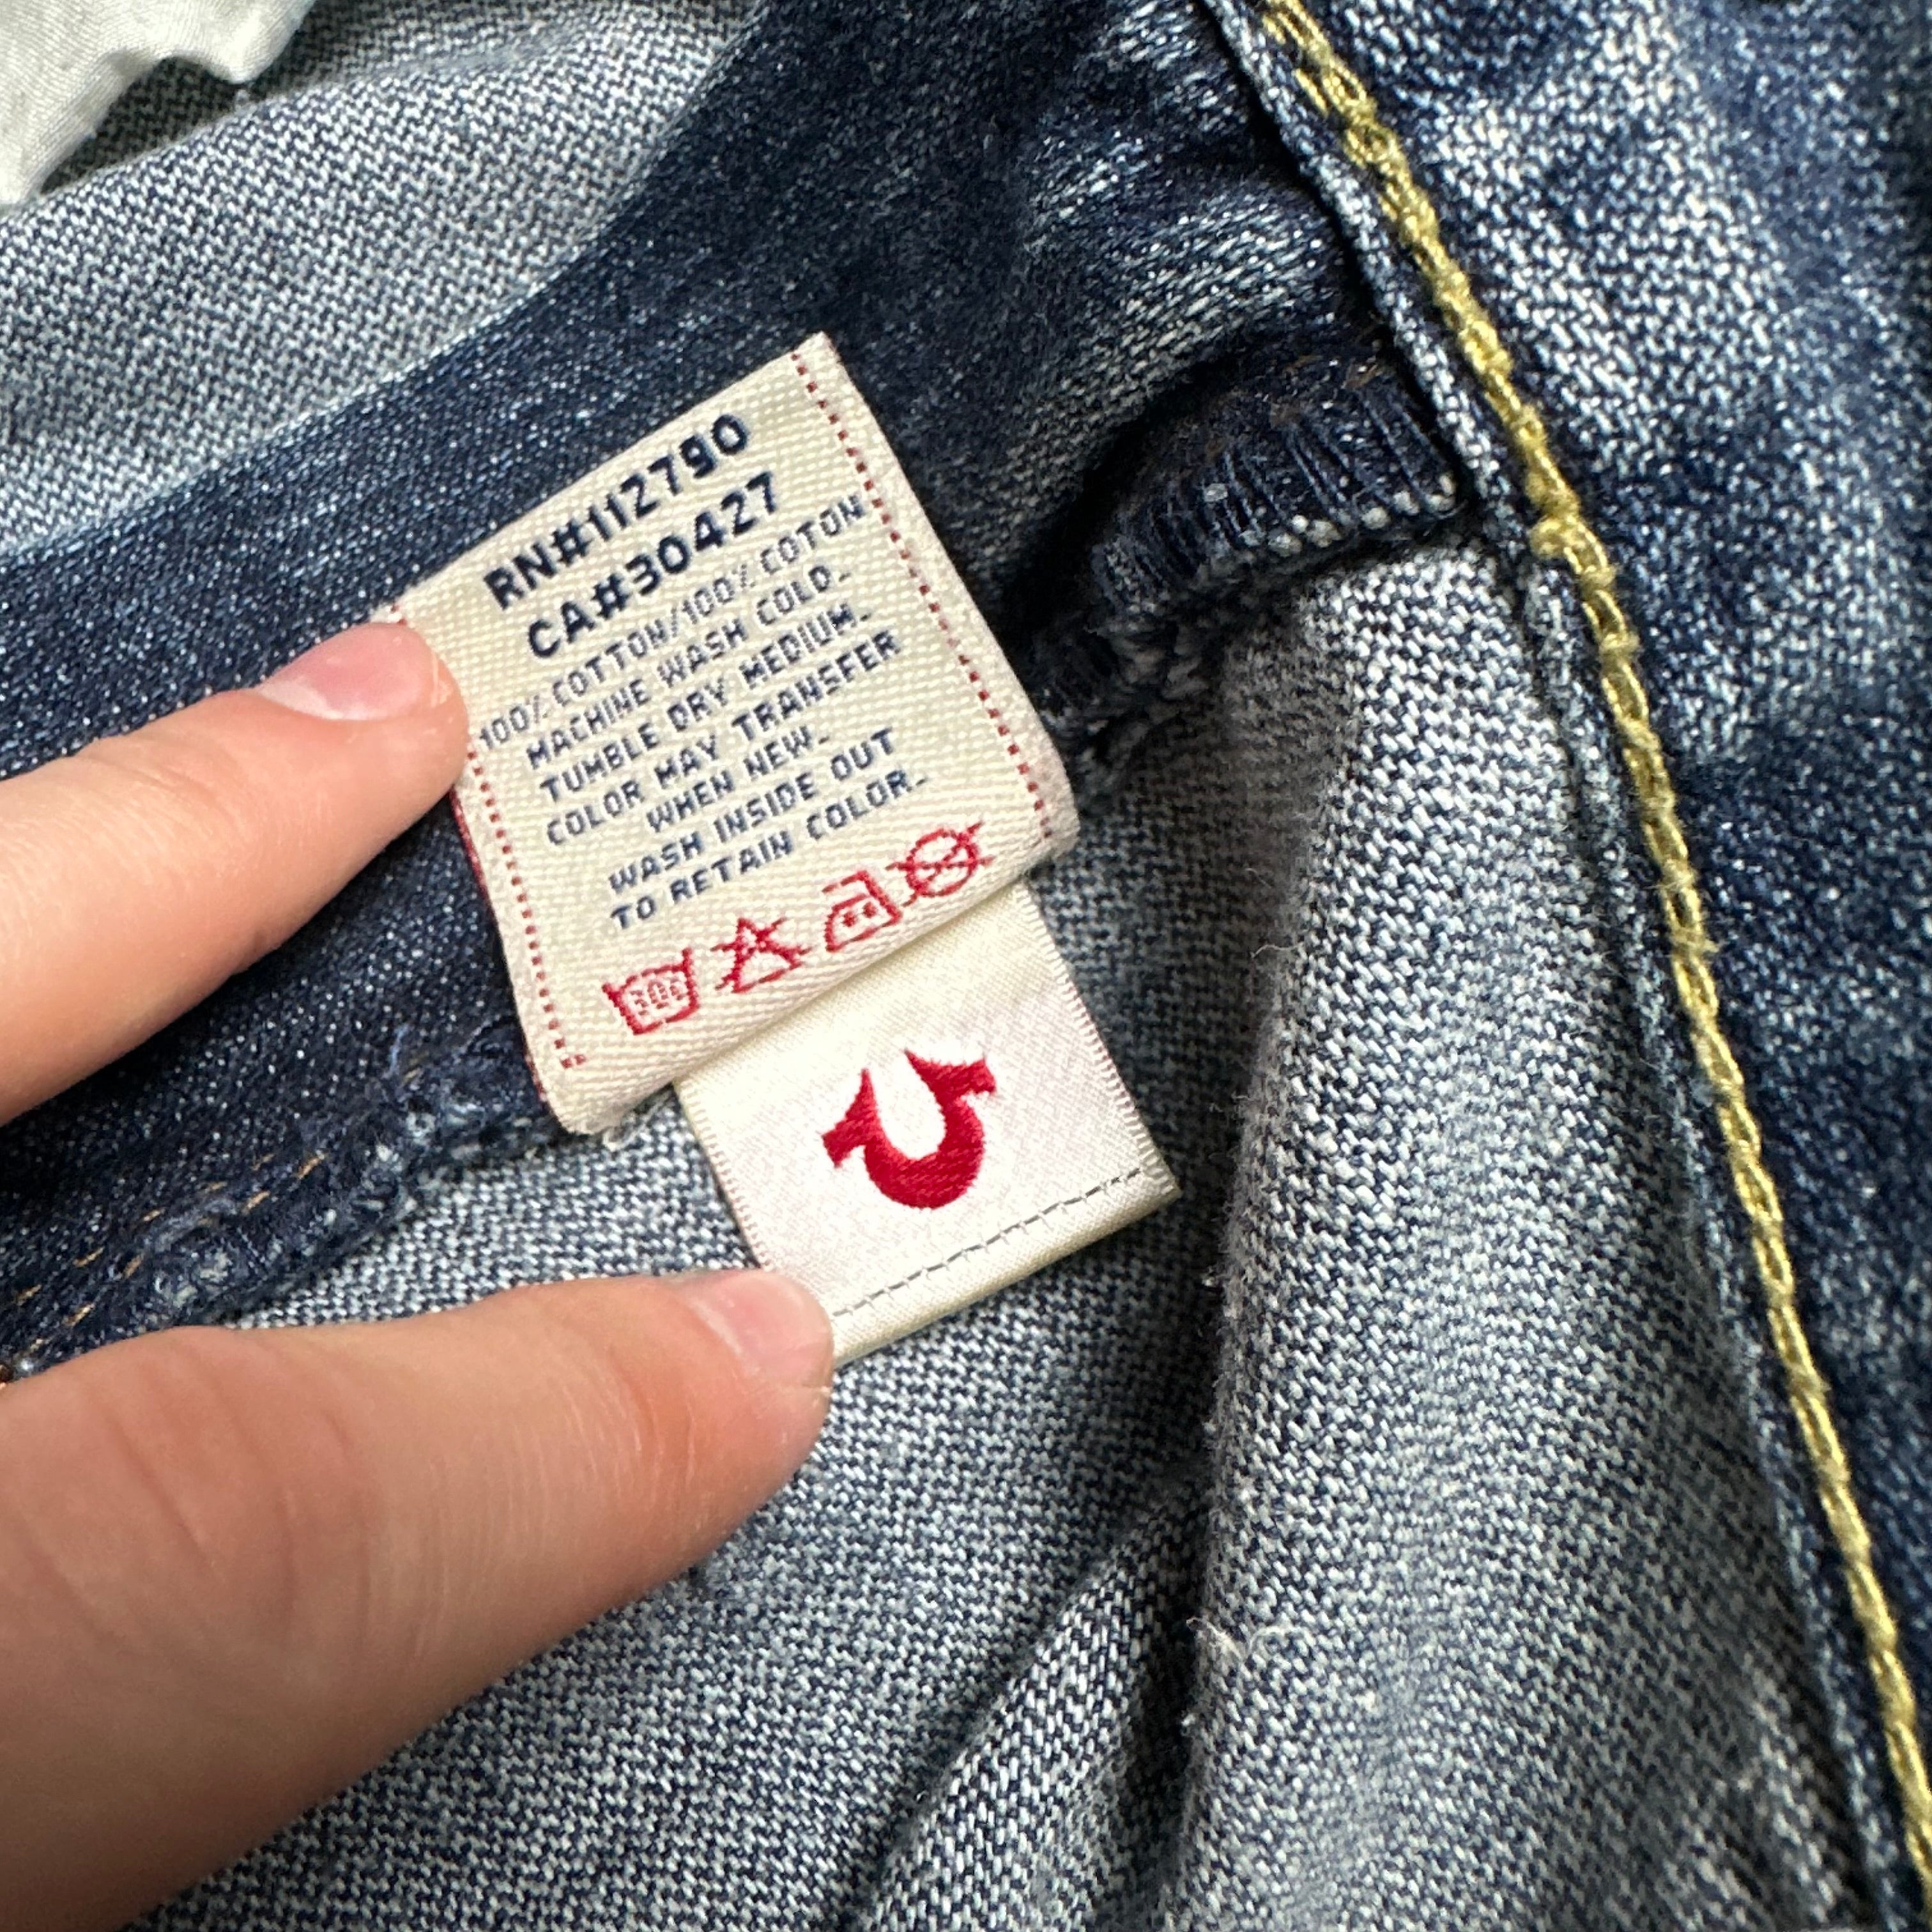 RN#112790
CA#30427
100% COTTON/100% COTON
MACHINE WASH COLD.
TUMBLE DRY MEDIUM.
COLOR MAY TRANSFER
WHEN NEW.
WASH INSIDE OUT
TO RETAIN COLOR.
30C